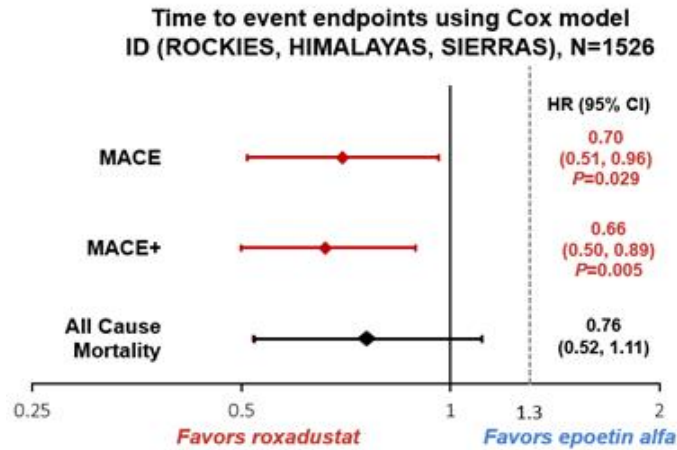 Time to event endpoints using Cox model
ID (ROCKIES, HIMALAYAS, SIERRAS), N=1526
HR (95% CI)
MACE
0.70
(0.51, 0.96)
P=0.029
MACE+
0.66
(0.50, 0.89)
P=0.005
All Cause
Mortality
0.76
(0.52, 1.11)
0.25 0.5 1 1.3 2
Favors roxadustat Favors epoetin alfa